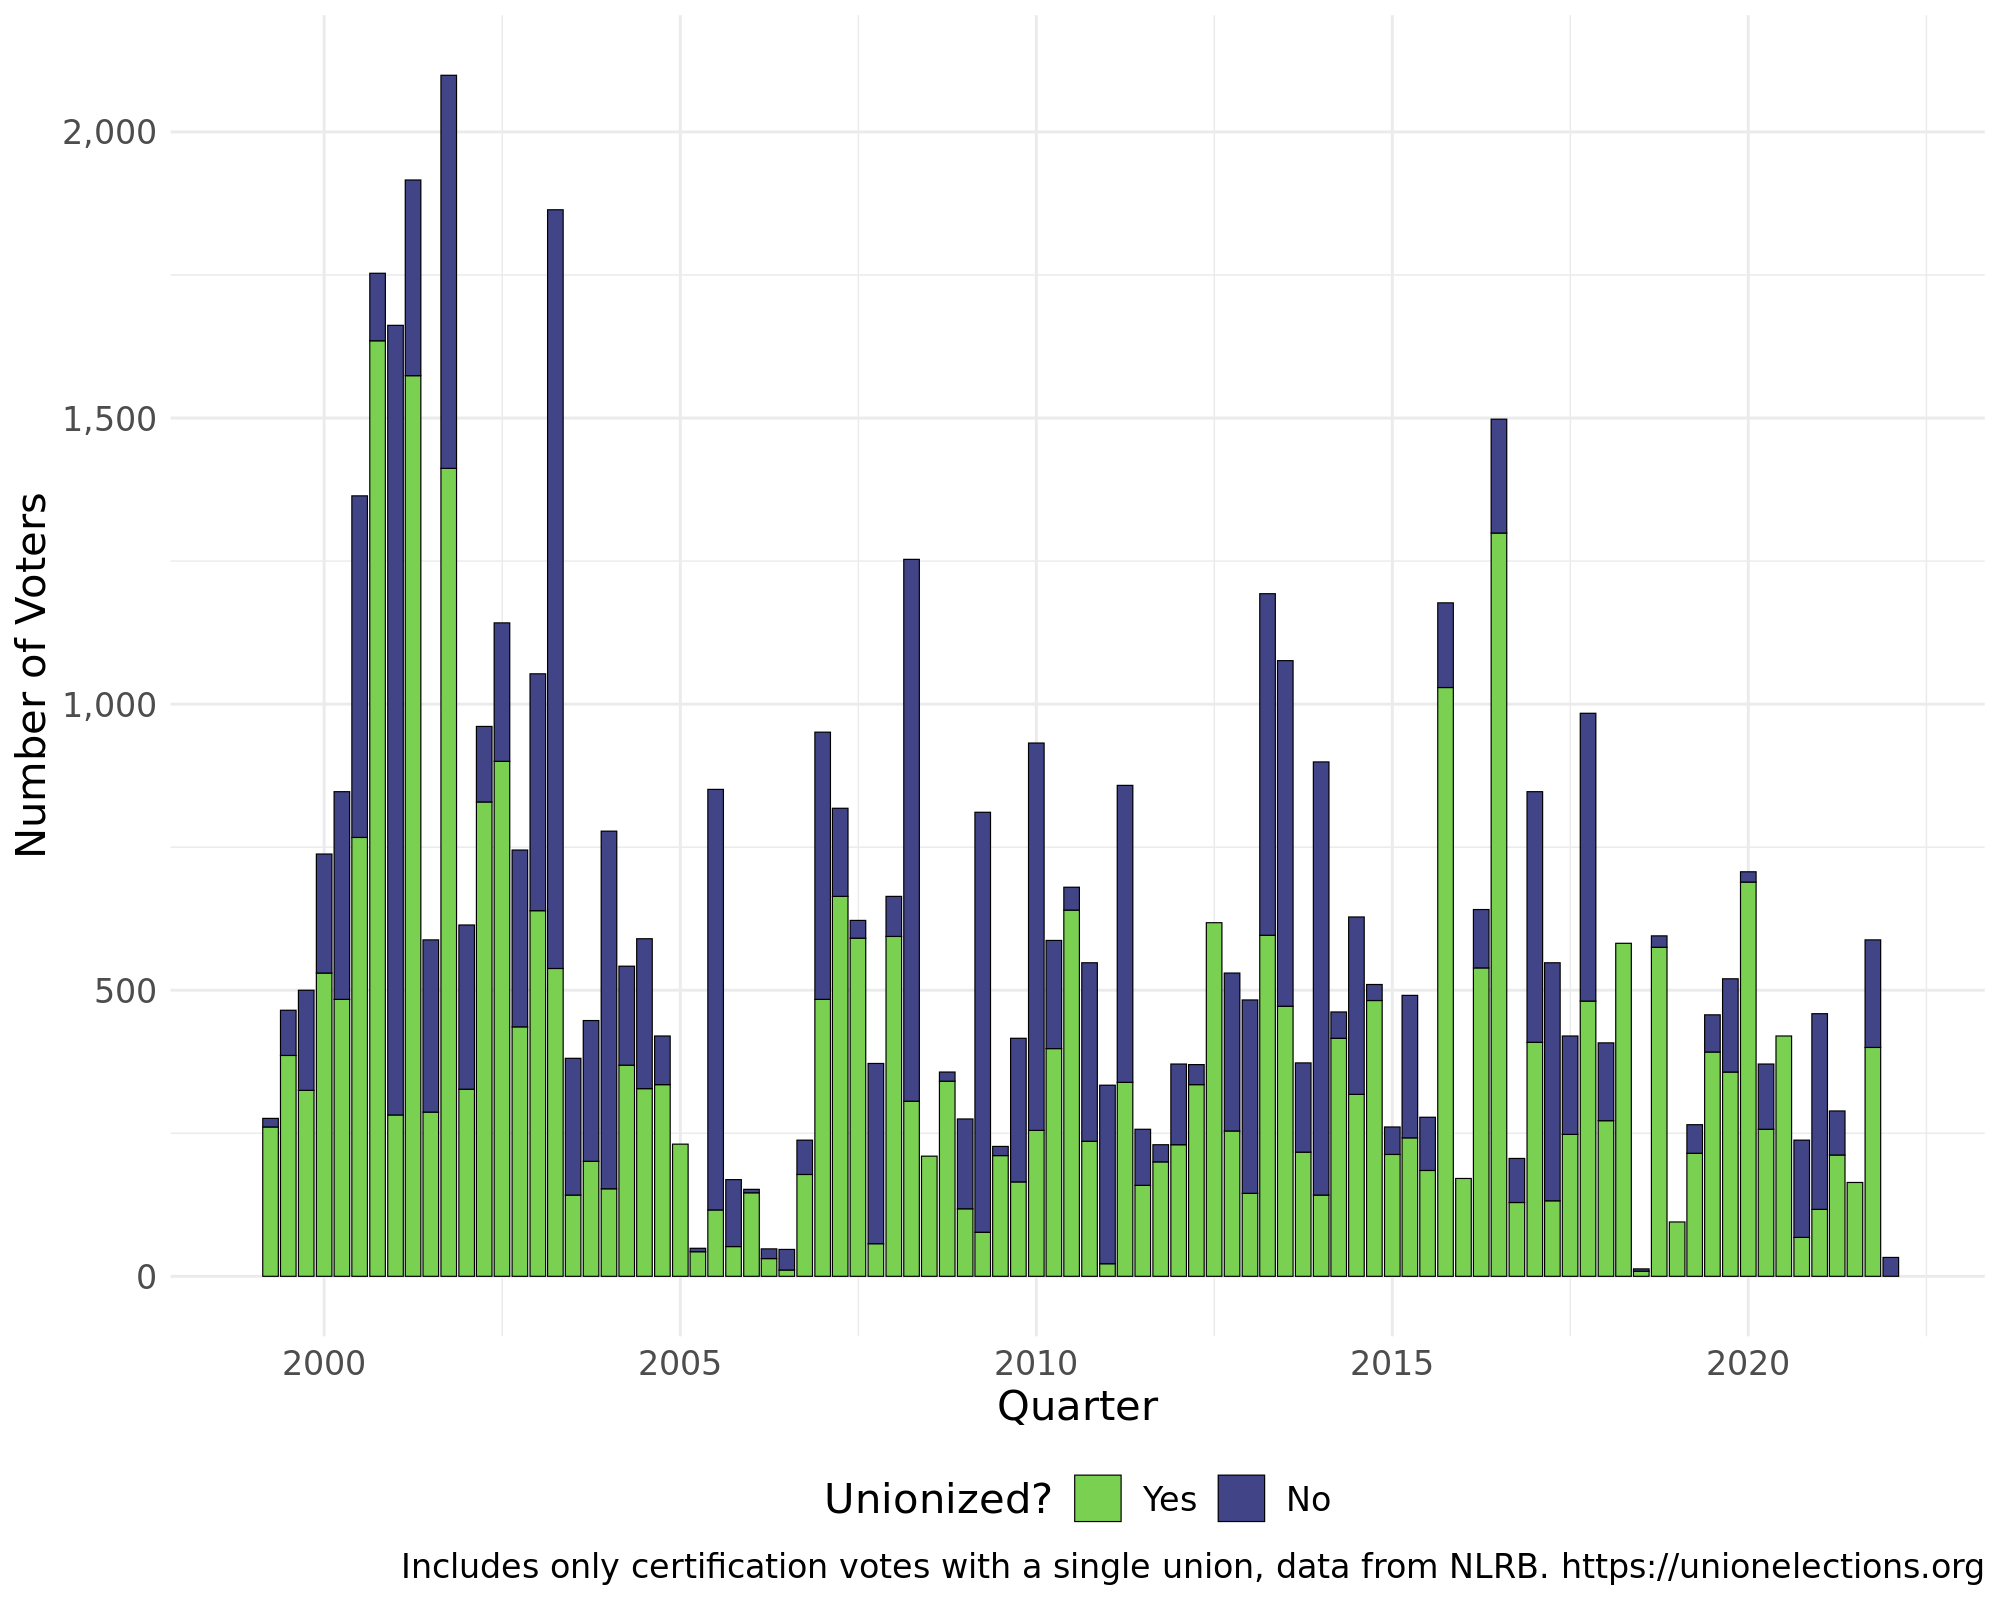 Number of Voters
2,000
1,500
1,000
500
0
2000 2005 2010 2015 2020
Quarter
Unionized? Yes No
Includes only certification votes with a single union, data from NLRB. https://unionelections.org